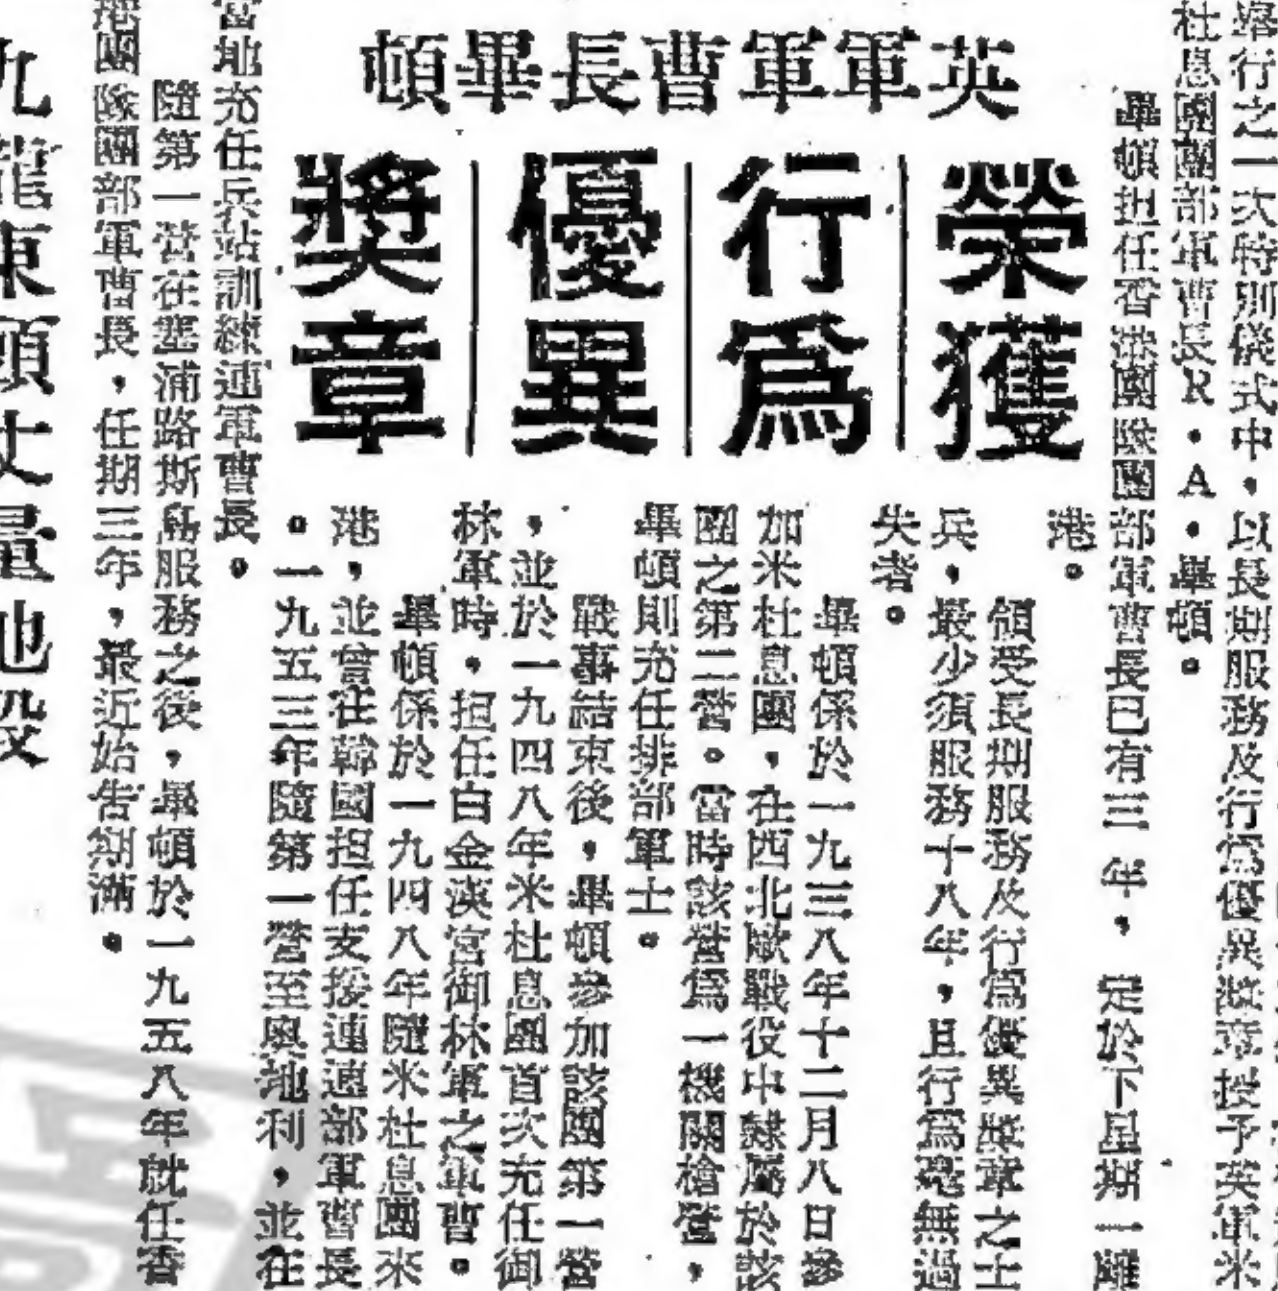 英軍軍曹長畢頓
榮獲
行為
優異
獎章
行之一次特別儀式中，以長期服務及行為優異獎章授予英軍米
杜息團團部軍曹長R．A．畢頓。
畢頓担任香港團隊團部軍曹長已有三年，定於下星期一離
港。
領受長期服務及行為優異獎章之士
兵，最少須服務十八年，且行為毫無過
失者。
畢頓係於一九三八年十二月八日參
加米杜息團，在西北歐戰役中隸屬於該
團之第二營。當時該營為一機關槍營，
畢頓則充任排部軍士。
戰事結束後，畢頓參加該團第一營
，並於一九四八年米杜息團首次充任御
林軍時，担任白金漢宮御林軍之軍曹。
畢頓係於一九四八年隨米杜息團來
港，並曾往韓國担任支援連連部軍曹長
。一九五三年隨第一營至奧地利，並在
當地充任兵站訓練連軍曹長。
隨第一營在塞浦路斯島服務之後，畢頓於一九五八年就任香
港團隊團部軍曹長，任期三年，最近始告期滿。
九龍東頭丈量地段